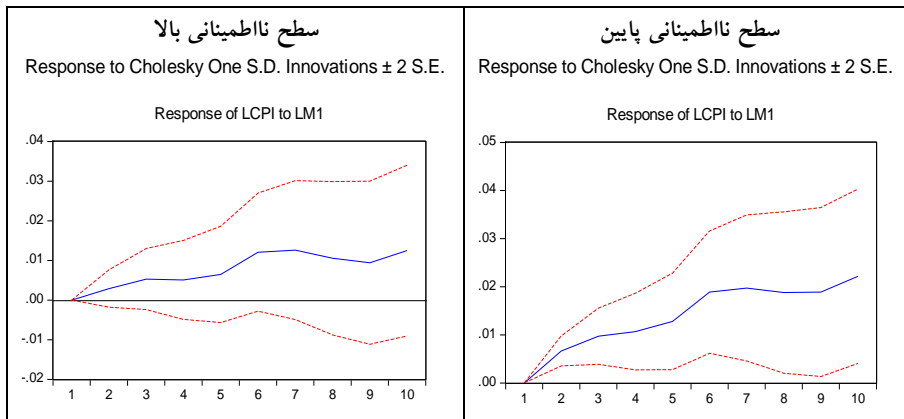 سطح نااطمینانی بالا
Response to Cholesky One S.D. Innovations ± 2 S.E.
Response of LCPI to LM1
.04
.03
.02
.01
.00
-.01
-.02
1 2 3 4 5 6 7 8 9 10
سطح نااطمینانی پایین
Response to Cholesky One S.D. Innovations ± 2 S.E.
Response of LCPI to LM1
.05
.04
.03
.02
.01
.00
1 2 3 4 5 6 7 8 9 10